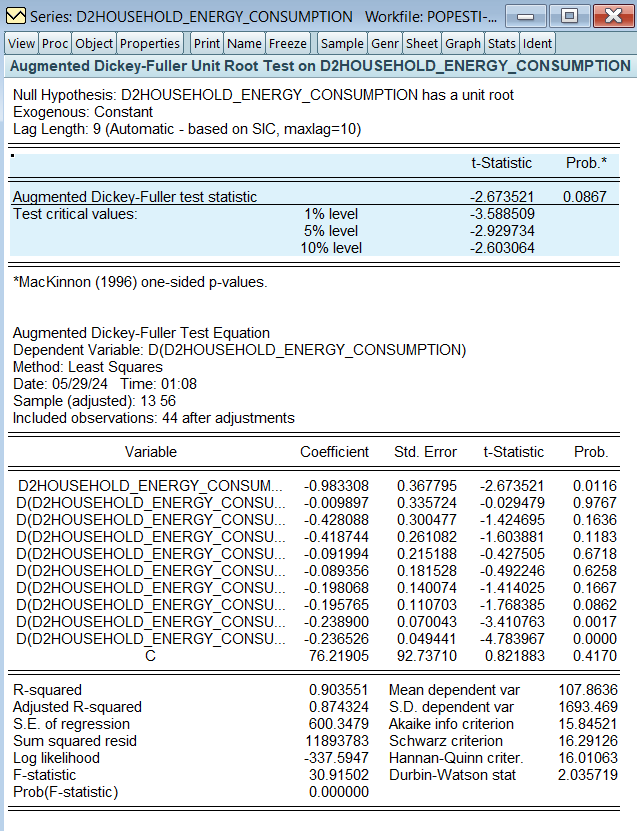 Series: D2HOUSEHOLD_ENERGY_CONSUMPTION Workfile: POPESTI-...
View Proc Object Properties Print Name Freeze Sample Genr Sheet Graph Stats Ident
Augmented Dickey-Fuller Unit Root Test on D2HOUSEHOLD_ENERGY_CONSUMPTION
Null Hypothesis: D2HOUSEHOLD_ENERGY_CONSUMPTION has a unit root
Exogenous: Constant
Lag Length: 9 (Automatic - based on SIC, maxlag=10)
t-Statistic Prob.*
Augmented Dickey-Fuller test statistic -2.673521 0.0867
Test critical values: 1% level -3.588509
5% level -2.929734
10% level -2.603064
*MacKinnon (1996) one-sided p-values.
Augmented Dickey-Fuller Test Equation
Dependent Variable: D(D2HOUSEHOLD_ENERGY_CONSUMPTION)
Method: Least Squares
Date: 05/29/24 Time: 01:08
Sample (adjusted): 13 56
Included observations: 44 after adjustments
Variable Coefficient Std. Error t-Statistic Prob.
D2HOUSEHOLD_ENERGY_CONSUM... -0.983308 0.367795 -2.673521 0.0116
D(D2HOUSEHOLD_ENERGY_CONSU... -0.009897 0.335724 -0.029479 0.9767
D(D2HOUSEHOLD_ENERGY_CONSU... -0.428088 0.300477 -1.424695 0.1636
D(D2HOUSEHOLD_ENERGY_CONSU... -0.418744 0.261082 -1.603881 0.1183
D(D2HOUSEHOLD_ENERGY_CONSU... -0.091994 0.215188 -0.427505 0.6718
D(D2HOUSEHOLD_ENERGY_CONSU... -0.089356 0.181528 -0.492246 0.6258
D(D2HOUSEHOLD_ENERGY_CONSU... -0.198068 0.140074 -1.414025 0.1667
D(D2HOUSEHOLD_ENERGY_CONSU... -0.195765 0.110703 -1.768385 0.0862
D(D2HOUSEHOLD_ENERGY_CONSU... -0.238900 0.070043 -3.410763 0.0017
D(D2HOUSEHOLD_ENERGY_CONSU... -0.236526 0.049441 -4.783967 0.0000
C 76.21905 92.73710 0.821883 0.4170
R-squared 0.903551 Mean dependent var 107.8636
Adjusted R-squared 0.874324 S.D. dependent var 1693.469
S.E. of regression 600.3479 Akaike info criterion 15.84521
Sum squared resid 11893783 Schwarz criterion 16.29126
Log likelihood -337.5947 Hannan-Quinn criter. 16.01063
F-statistic 30.91502 Durbin-Watson stat 2.035719
Prob(F-statistic) 0.000000